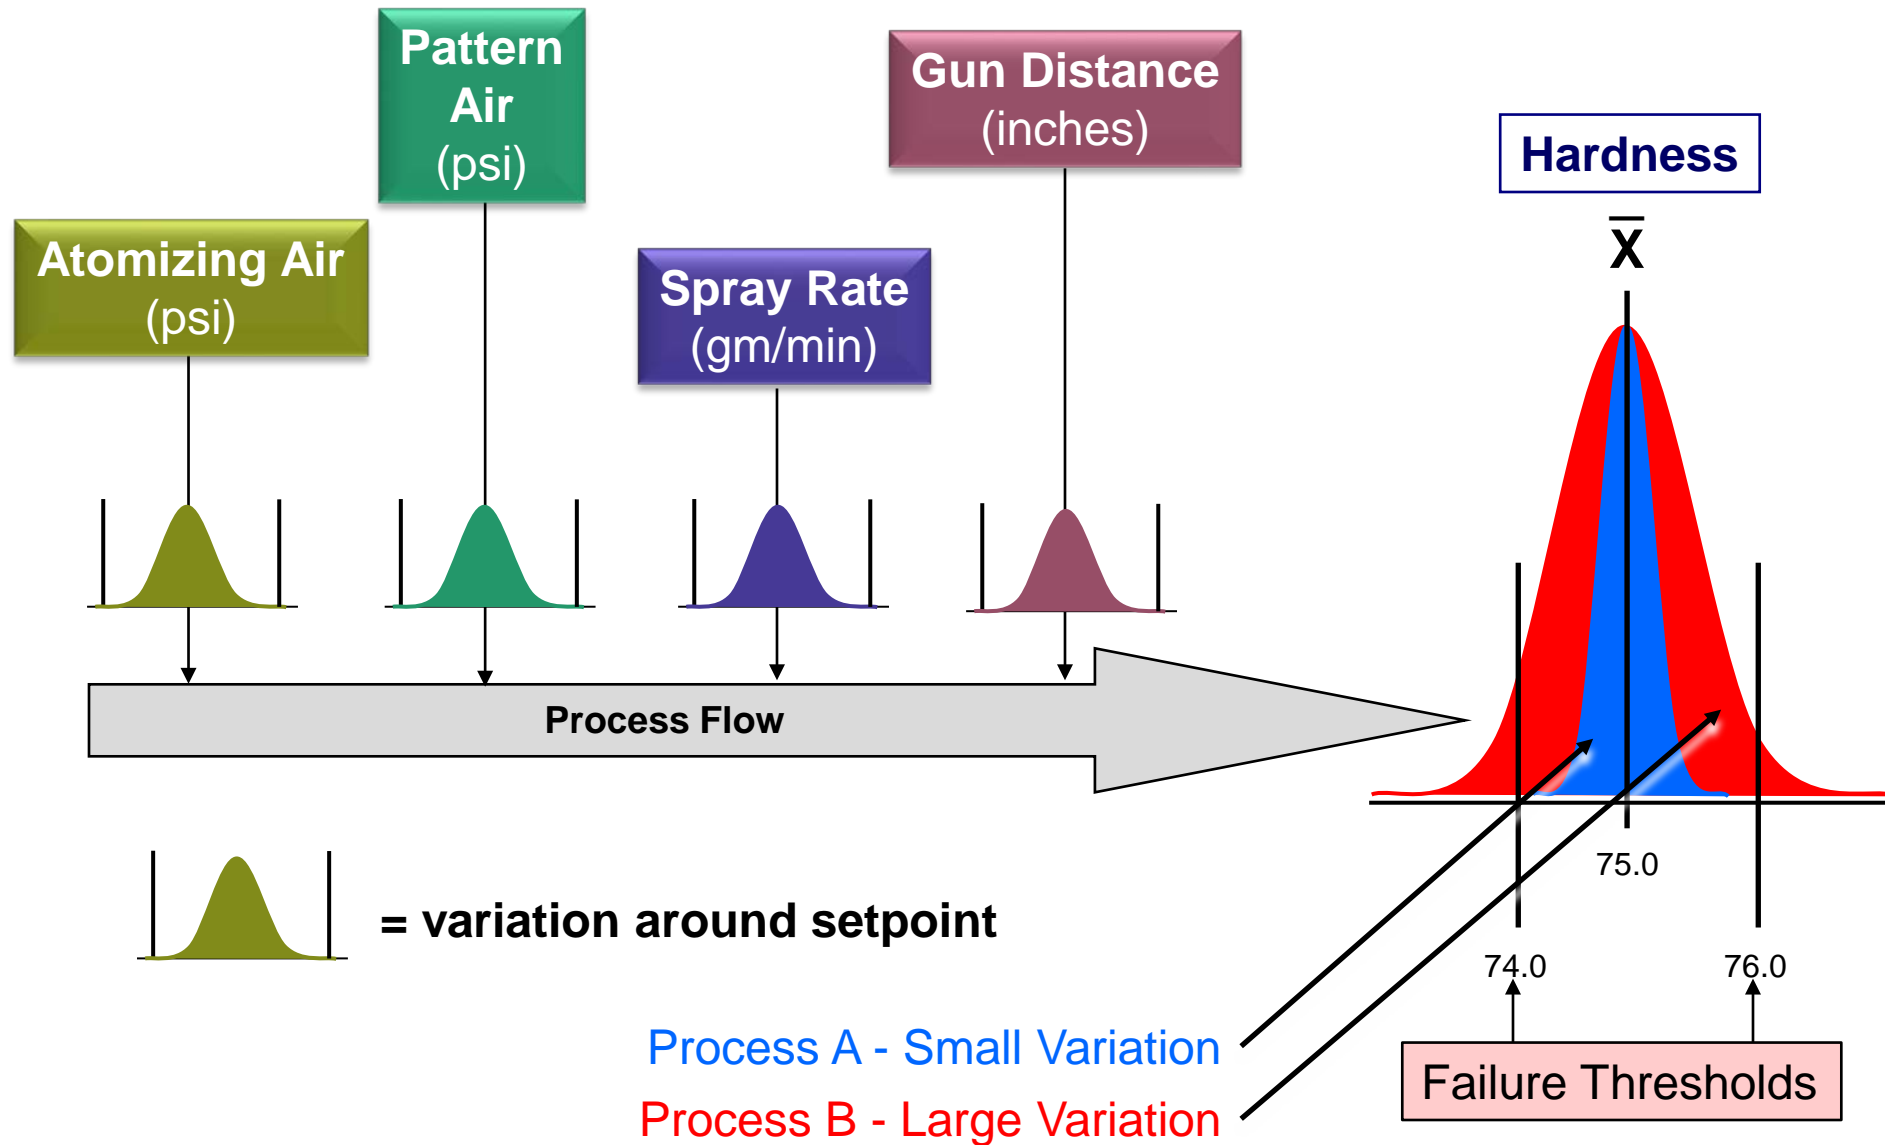 Pattern
Air
(psi)
Gun Distance
(inches)
Hardness
X̅
Atomizing Air
(psi)
Spray Rate
(gm/min)
Process Flow
75.0
= variation around setpoint
74.0
76.0
Process A - Small Variation
Process B - Large Variation
Failure Thresholds